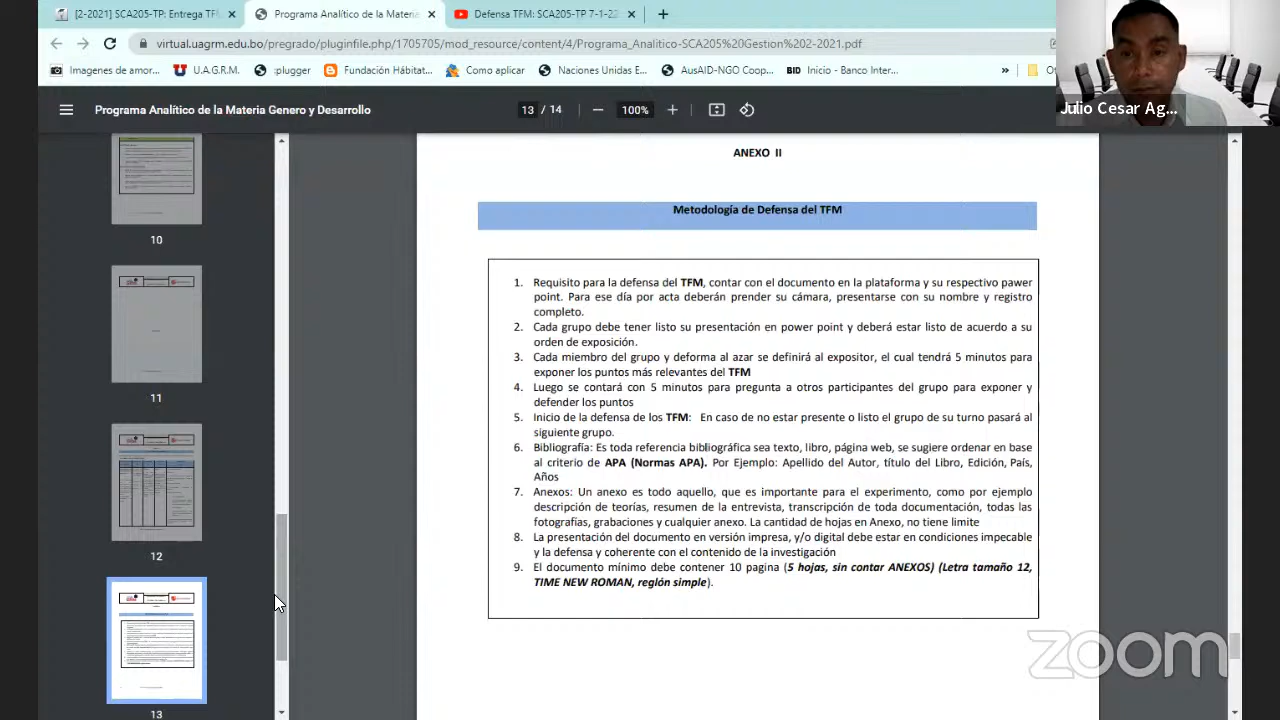 [2-2021] SCA205-TP: Entrega TFM
Programa Analítico de la Materia
Defensa TFM: SCA205-TP 7-1-22
virtual.uagrm.edu.bo/pregrado/pluginfile.php/1705705/mod_resource/content/4/Programa_Analitico-SCA205%20Gestion%202-2021.pdf
Imagenes de amor...
U.A.G.R.M.
:plugger
Fundación Hábitat...
Como aplicar
Naciones Unidas E...
AusAID-NGO Coop...
BID Inicio - Banco Inter...
»
Julio Cesar Ag...
Programa Analítico de la Materia Genero y Desarrollo
13 / 14
100%
10
11
12
13
ANEXO II
Metodología de Defensa del TFM
1. Requisito para la defensa del TFM, contar con el documento en la plataforma y su respectivo pawer
point. Para ese día por acta deberán prender su cámara, presentarse con su nombre y registro
completo.
2. Cada grupo debe tener listo su presentación en power point y deberá estar listo de acuerdo a su
orden de exposición.
3. Cada miembro del grupo y deforma al azar se definirá al expositor, el cual tendrá 5 minutos para
exponer los puntos más relevantes del TFM
4. Luego se contará con 5 minutos para pregunta a otros participantes del grupo para exponer y
defender los puntos
5. Inicio de la defensa de los TFM: En caso de no estar presente o listo el grupo de su turno pasará al
siguiente grupo.
6. Bibliografía: Es toda referencia bibliográfica sea texto, libro, página web, se sugiere ordenar en base
al criterio de APA (Normas APA). Por Ejemplo: Apellido del Autor, título del Libro, Edición, País,
Años
7. Anexos: Un anexo es todo aquello, que es importante para el experimento, como por ejemplo
descripción de teorías, resumen de la entrevista, transcripción de toda documentación, todas las
fotografías, grabaciones y cualquier anexo. La cantidad de hojas en Anexo, no tiene limite
8. La presentación del documento en versión impresa, y/o digital debe estar en condiciones impecable
y la defensa y coherente con el contenido de la investigación
9. El documento mínimo debe contener 10 pagina (5 hojas, sin contar ANEXOS) (Letra tamaño 12,
TIME NEW ROMAN, región simple).
zoom